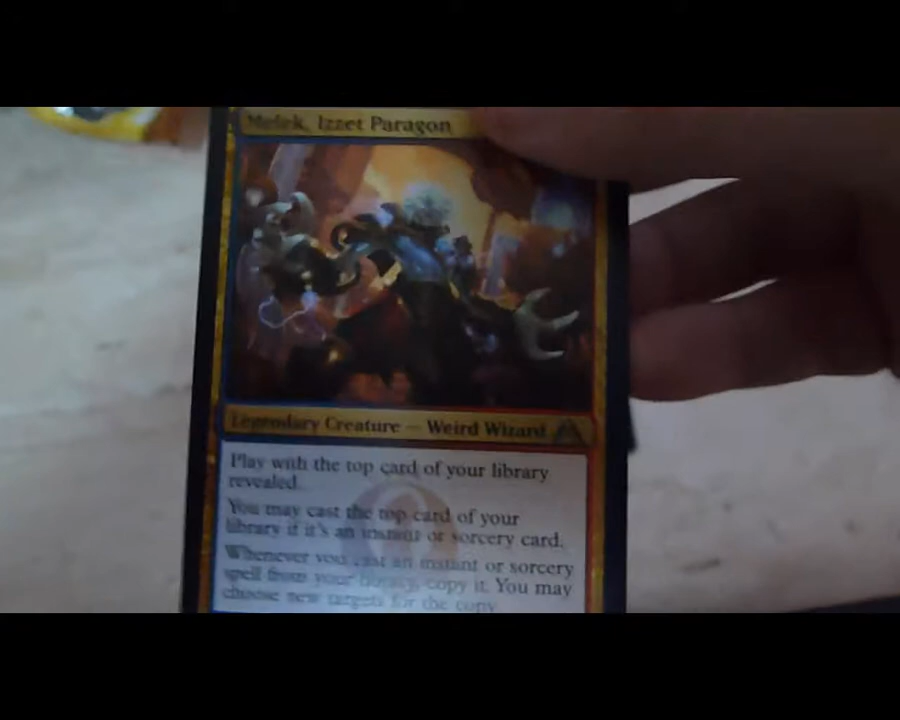 Melek, Izzet Paragon
Legendary Creature — Weird Wizard
Play with the top card of your library
revealed.
You may cast the top card of your
library if it's an instant or sorcery card.
Whenever you cast an instant or sorcery
spell from your library, copy it. You may
choose new targets for the copy.